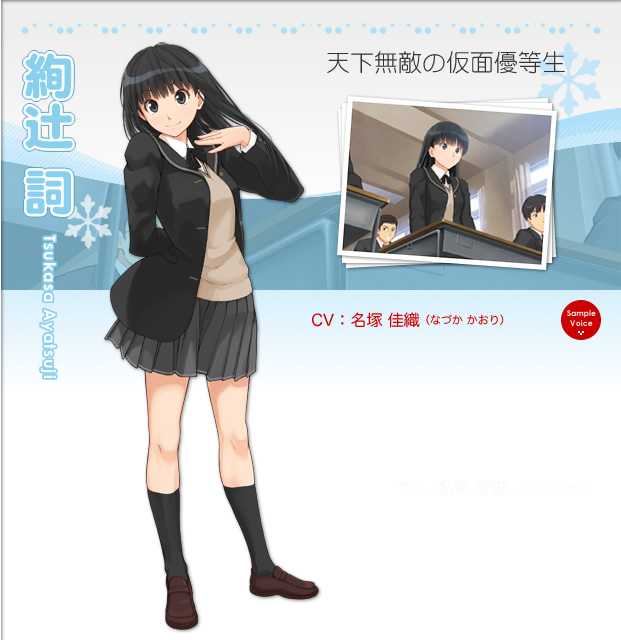 絢辻 詞
Tsukasa Ayatsuji
天下無敵の仮面優等生
CV：名塚 佳織（なづか かおり）
Sample
Voice